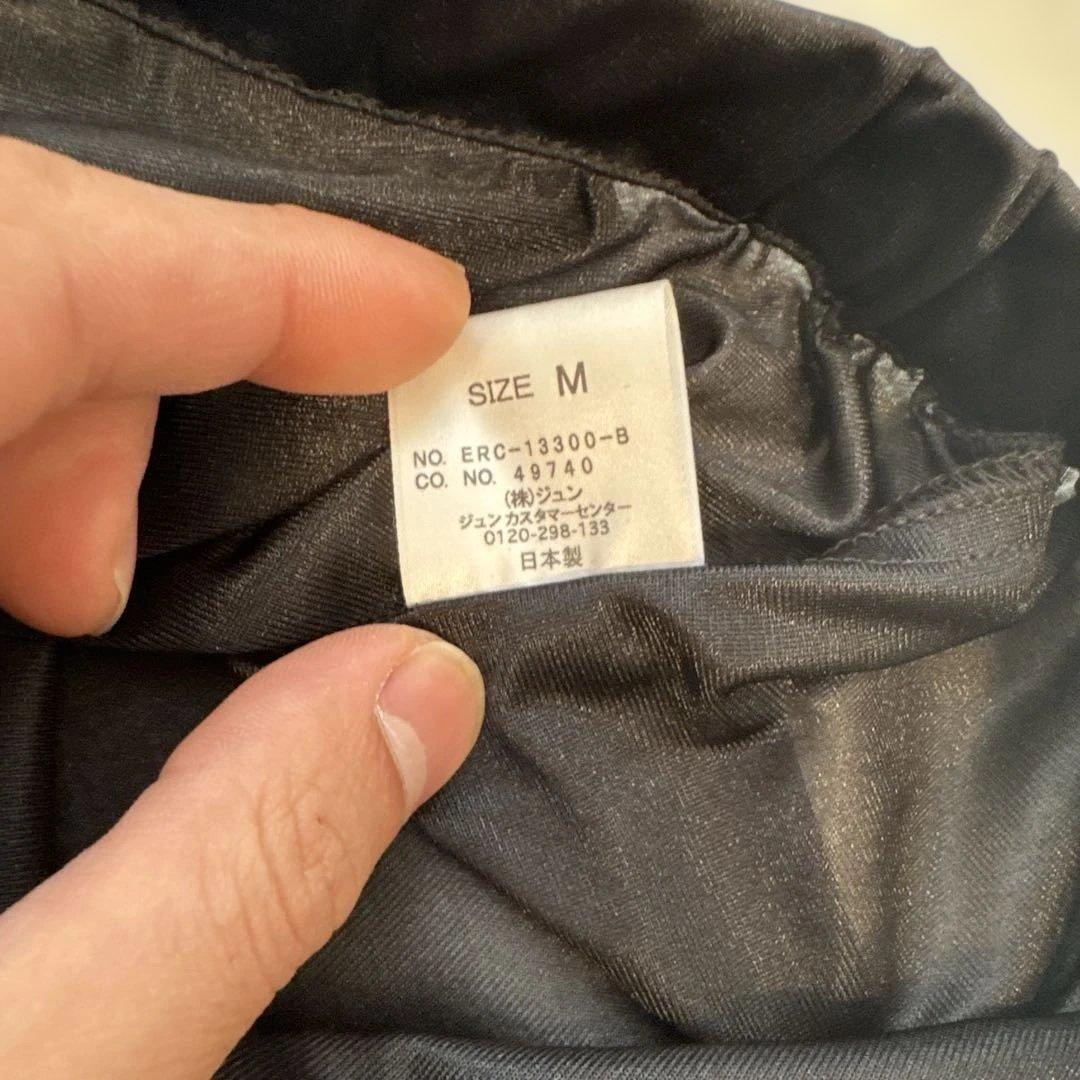 SIZE M
NO. ERC-13300-B
CO. NO. 49740
(株)ジュン
ジュン カスタマーセンター
0120-298-133
日本製